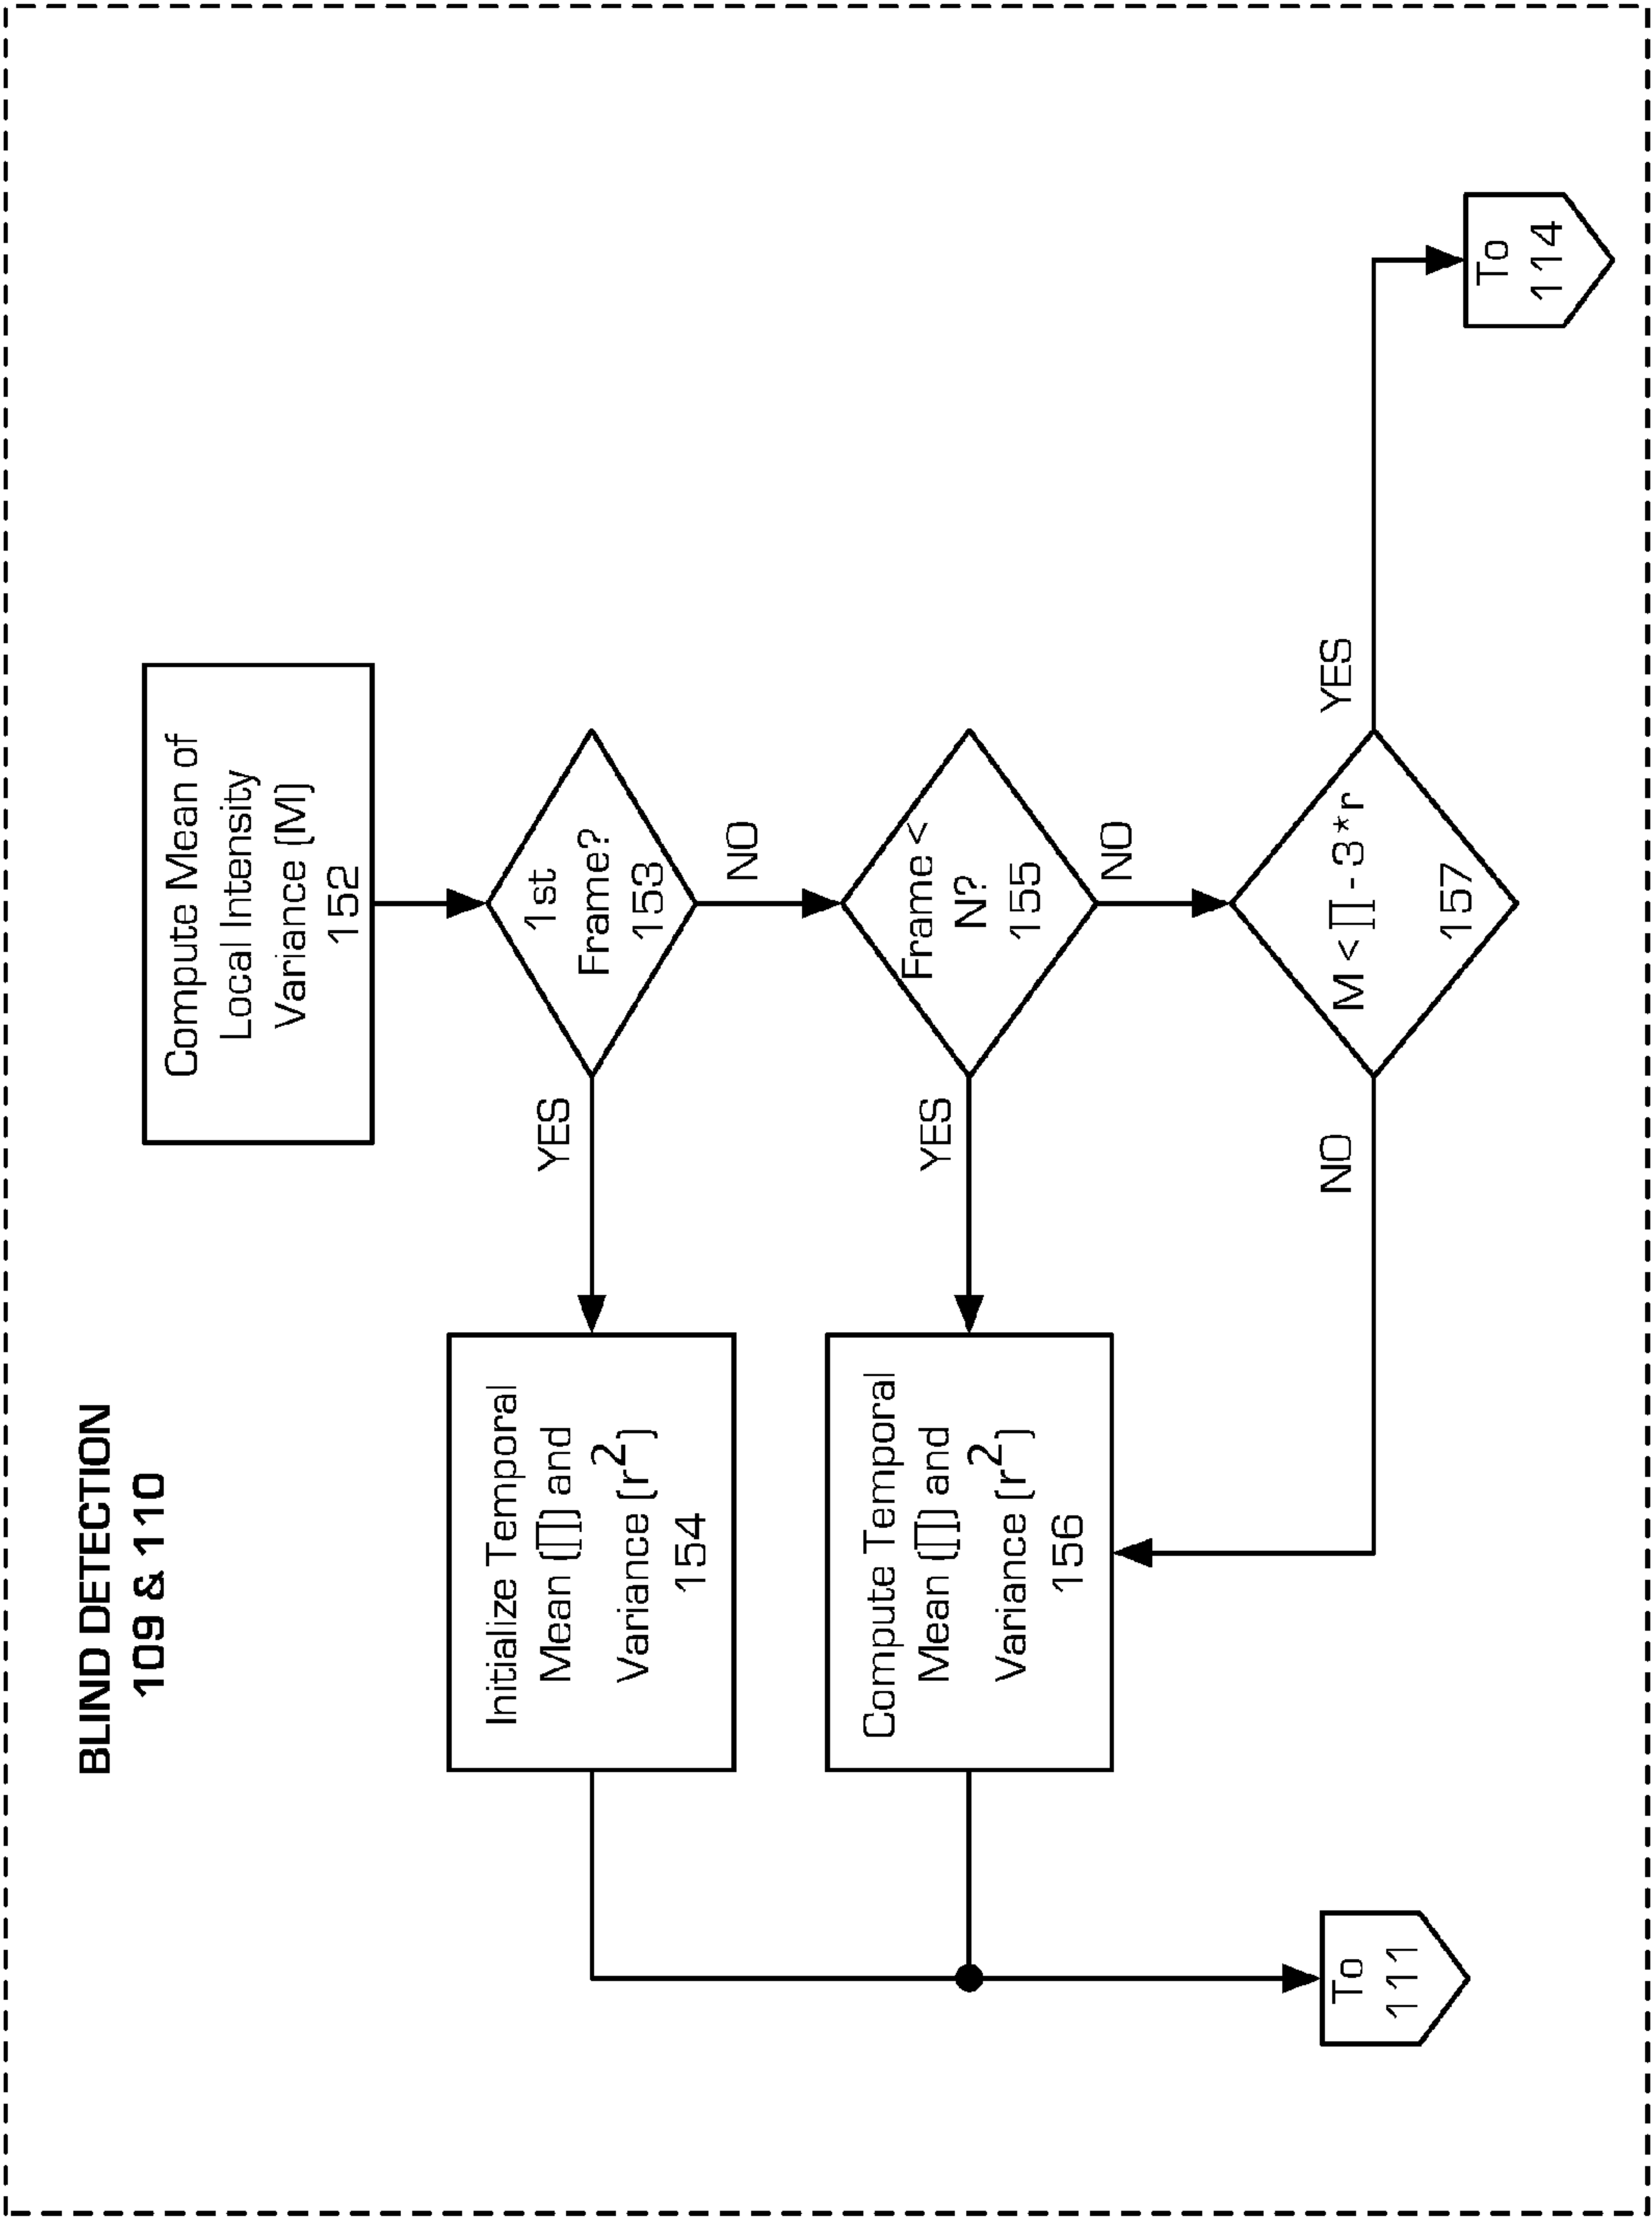 BLIND DETECTION
109 & 110
Compute Mean of
Local Intensity
Variance (M)
152
1st
Frame?
153
YES
NO
Initialize Temporal
Mean (∏) and
Variance (r²)
154
Frame <
N?
155
YES
NO
Compute Temporal
Mean (∏) and
Variance (r²)
156
M < ∏ - 3*r
157
NO
YES
To
111
To
114